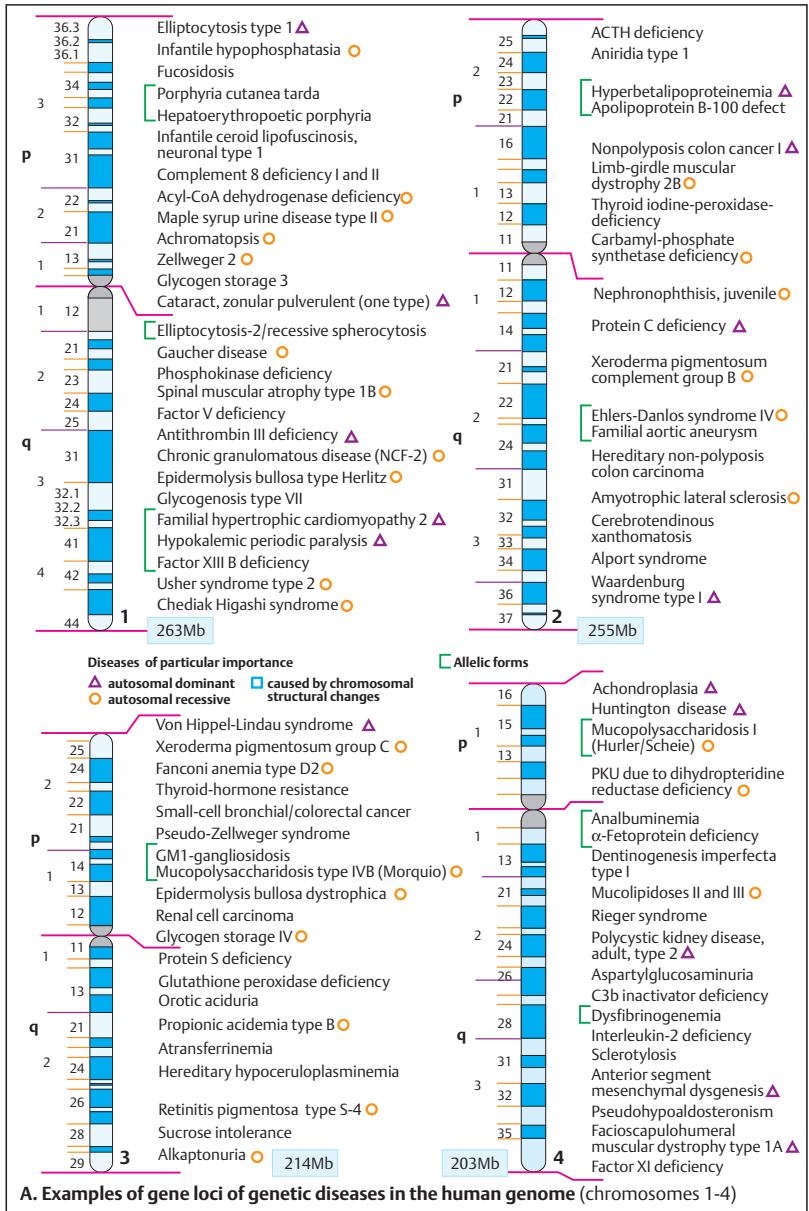 36.3
36.2
36.1
34
3
32
p
31
22
2
21
1
13
1
12
21
2
23
24
25
q
31
3
32.1
32.2
32.3
41
4
42
44
Elliptocytosis type 1
Infantile hypophosphatasia
Fucosidosis
Porphyria cutanea tarda
Hepatoerythropoetic porphyria
Infantile ceroid lipofuscinosis,
neuronal type 1
Complement 8 deficiency I and II
Acyl-CoA dehydrogenase deficiency
Maple syrup urine disease type II
Achromatopsis
Zellweger 2
Glycogen storage 3
Cataract, zonular pulverulent (one type)
Elliptocytosis-2/recessive spherocytosis
Gaucher disease
Phosphokinase deficiency
Spinal muscular atrophy type 1B
Factor V deficiency
Antithrombin III deficiency
Chronic granulomatous disease (NCF-2)
Epidermolysis bullosa type Herlitz
Glycogenosis type VII
Familial hypertrophic cardiomyopathy 2
Hypokalemic periodic paralysis
Factor XIII B deficiency
Usher syndrome type 2
Chediak Higashi syndrome
1
263Mb
25
2
24
23
p
22
21
16
1
13
12
11
11
1
12
14
21
22
2
q
24
31
32
3
33
34
36
37
ACTH deficiency
Aniridia type 1
Hyperbetalipoproteinemia
Apolipoprotein B-100 defect
Nonpolyposis colon cancer I
Limb-girdle muscular
dystrophy 2B
Thyroid iodine-peroxidase-
deficiency
Carbamyl-phosphate
synthetase deficiency
Nephronophthisis, juvenile
Protein C deficiency
Xeroderma pigmentosum
complement group B
Ehlers-Danlos syndrome IV
Familial aortic aneurysm
Hereditary non-polyposis
colon carcinoma
Amyotrophic lateral sclerosis
Cerebrotendinous
xanthomatosis
Alport syndrome
Waardenburg
syndrome type I
2
255Mb
Diseases of particular importance
autosomal dominant
autosomal recessive
caused by chromosomal
structural changes
Allelic forms
25
24
2
22
21
p
14
1
13
12
11
1
13
q
21
2
24
26
28
29
Von Hippel-Lindau syndrome
Xeroderma pigmentosum group C
Fanconi anemia type D2
Thyroid-hormone resistance
Small-cell bronchial/colorectal cancer
Pseudo-Zellweger syndrome
GM1-gangliosidosis
Mucopolysaccharidosis type IVB (Morquio)
Epidermolysis bullosa dystrophica
Renal cell carcinoma
Glycogen storage IV
Protein S deficiency
Glutathione peroxidase deficiency
Orotic aciduria
Propionic acidemia type B
Atransferrinemia
Hereditary hypoceruloplasminemia
Retinitis pigmentosa type S-4
Sucrose intolerance
Alkaptonuria
3
214Mb
16
15
1
p
13
1
13
21
2
24
26
28
q
31
3
32
35
Achondroplasia
Huntington disease
Mucopolysaccharidosis I
(Hurler/Scheie)
PKU due to dihydropteridine
reductase deficiency
Analbuminemia
α-Fetoprotein deficiency
Dentinogenesis imperfecta
type I
Mucolipidoses II and III
Rieger syndrome
Polycystic kidney disease,
adult, type 2
Aspartylglucosaminuria
C3b inactivator deficiency
Dysfibrinogenemia
Interleukin-2 deficiency
Sclerotylosis
Anterior segment
mesenchymal dysgenesis
Pseudohypoaldosteronism
Facioscapulohumeral
muscular dystrophy type 1A
Factor XI deficiency
203Mb
4
A. Examples of gene loci of genetic diseases in the human genome (chromosomes 1-4)